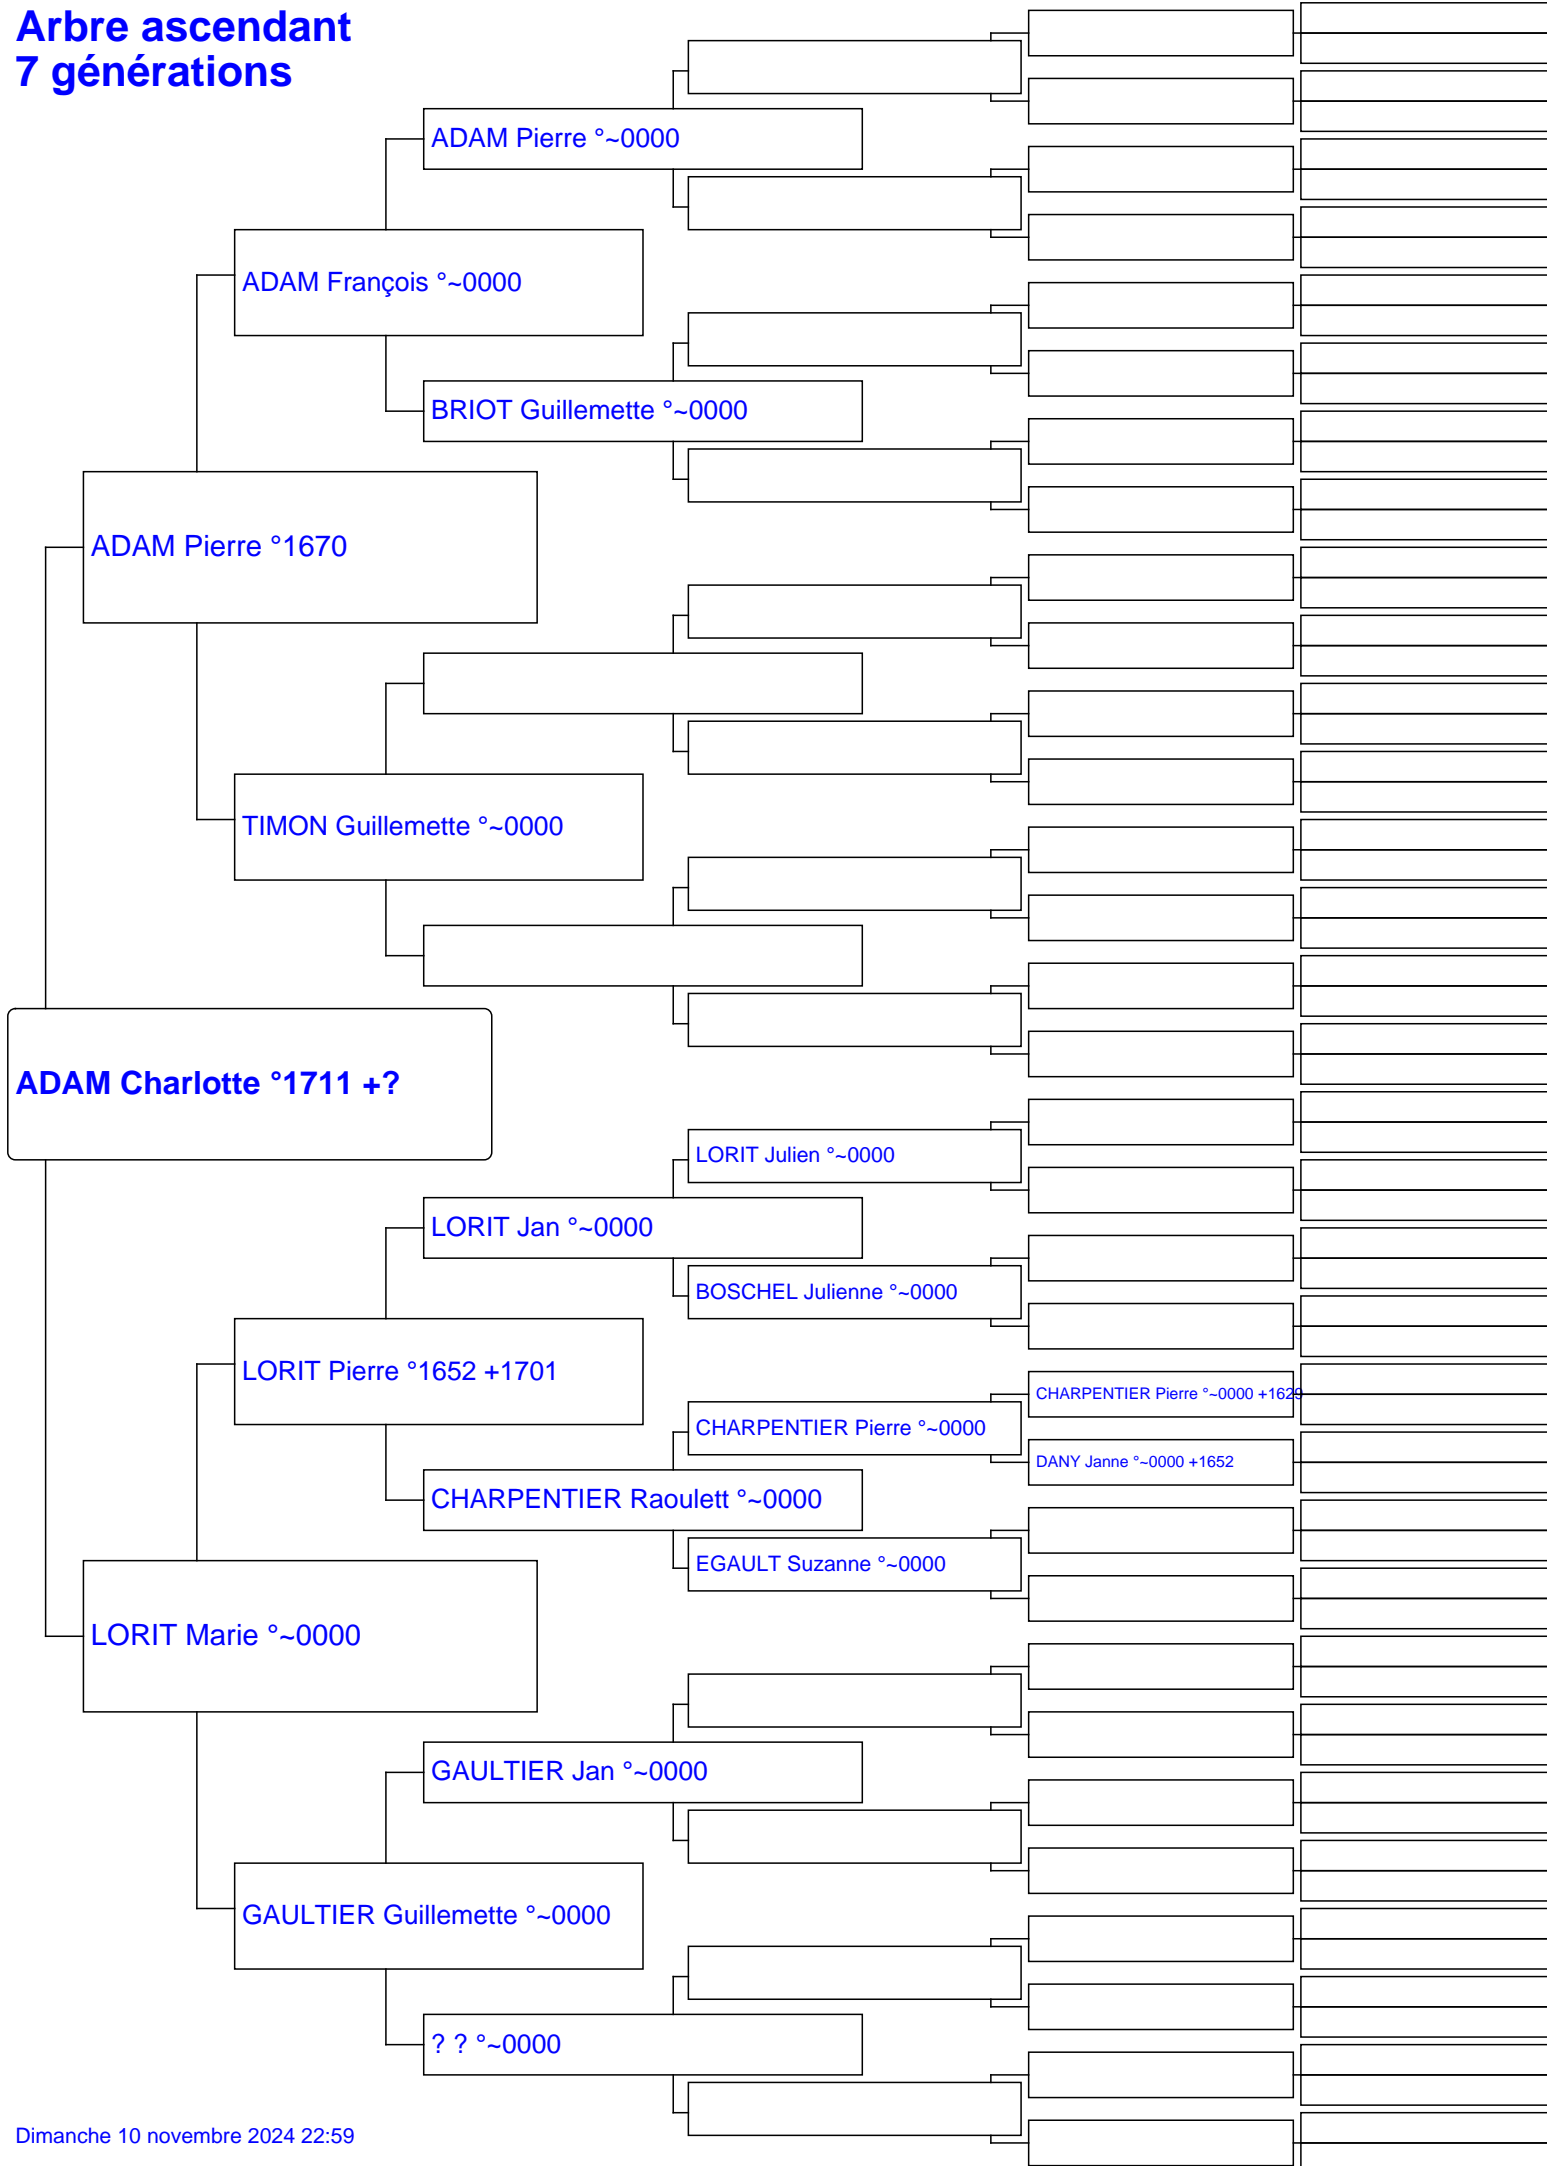 Arbre ascendant
7 générations
ADAM Pierre °~0000
ADAM François °~0000
BRIOT Guillemette °~0000
ADAM Pierre °1670
TIMON Guillemette °~0000
ADAM Charlotte °1711 +?
LORIT Julien °~0000
LORIT Jan °~0000
BOSCHEL Julienne °~0000
LORIT Pierre °1652 +1701
CHARPENTIER Pierre °~0000 +1629
CHARPENTIER Pierre °~0000
DANY Janne °~0000 +1652
CHARPENTIER Raoulett °~0000
EGAULT Suzanne °~0000
LORIT Marie °~0000
GAULTIER Jan °~0000
GAULTIER Guillemette °~0000
? ? °~0000
Dimanche 10 novembre 2024 22:59